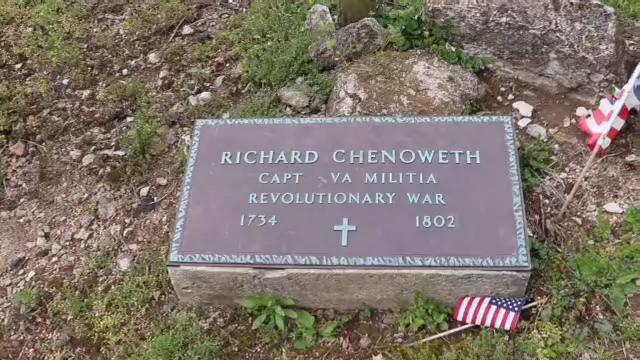 RICHARD CHENOWETH
CAPT VA MILITIA
REVOLUTIONARY WAR
1734 1802